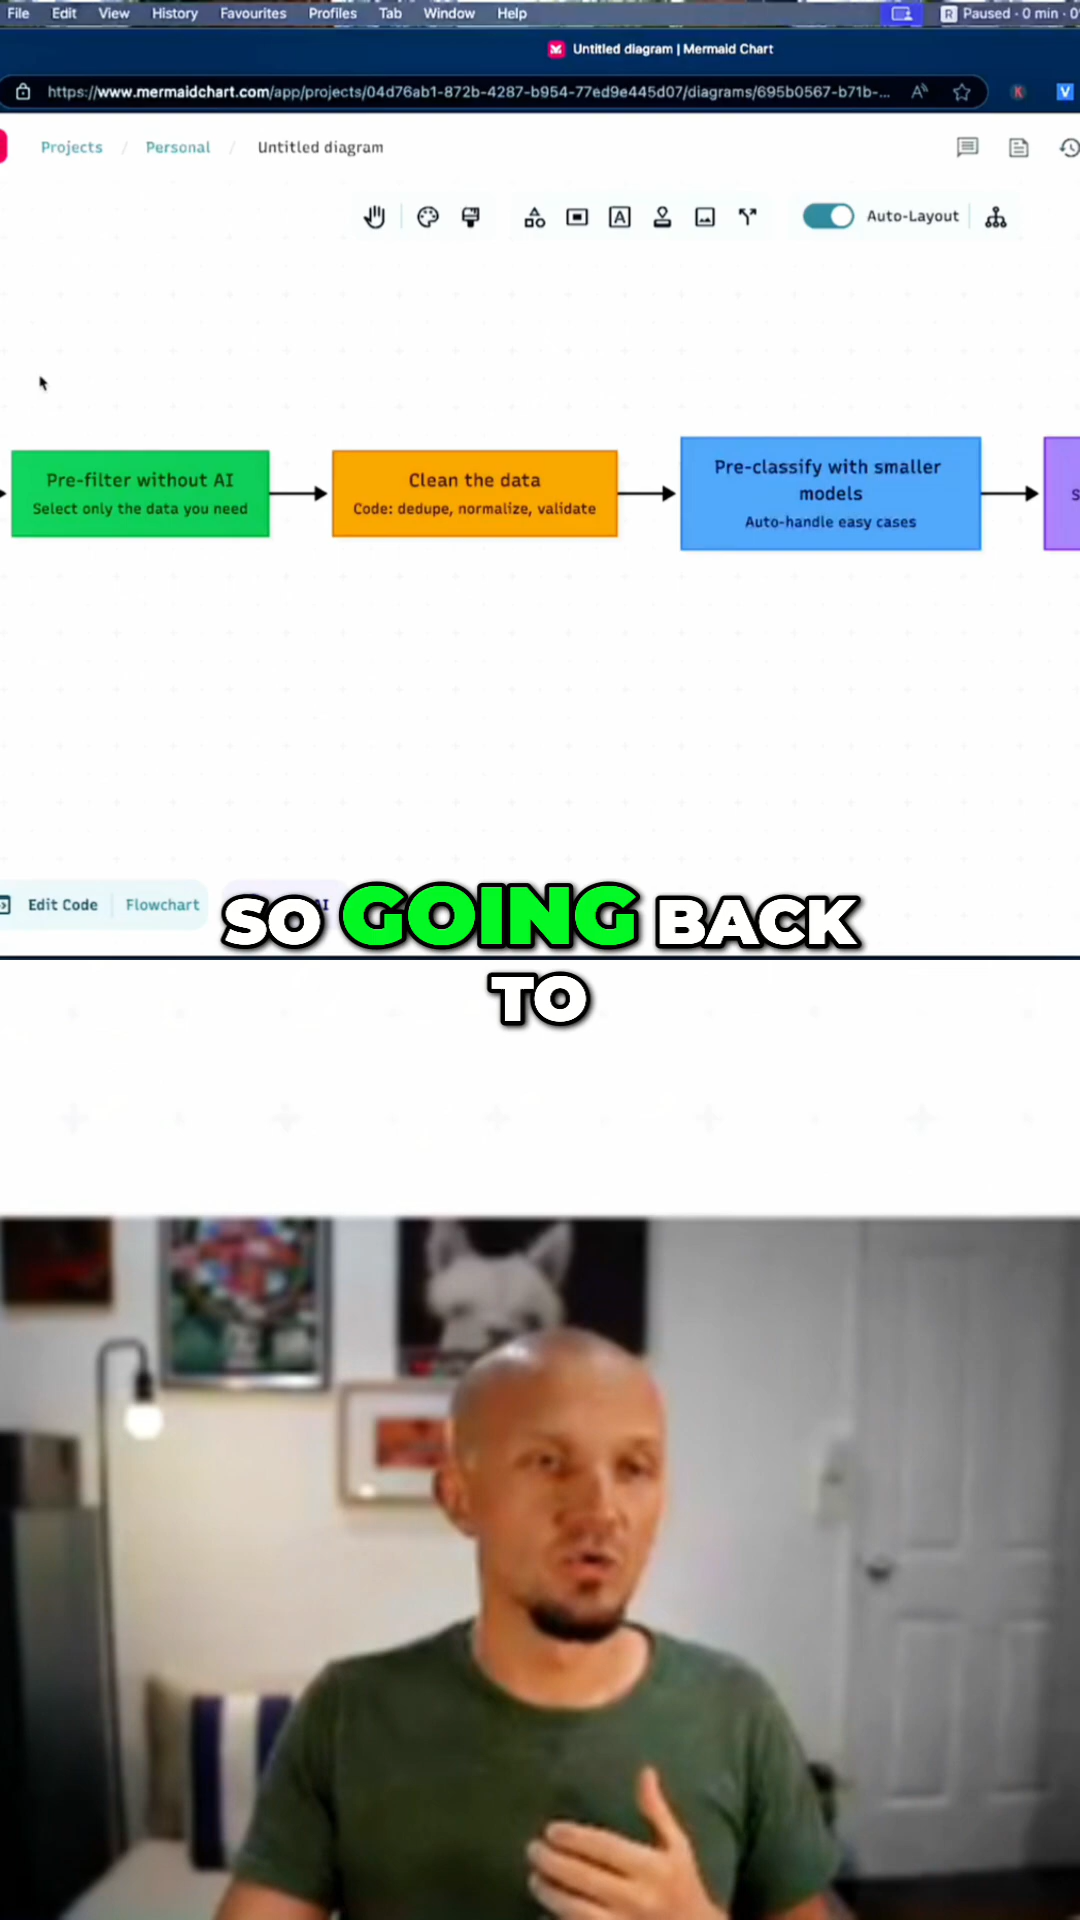 File Edit View History Favourites Profiles Tab Window Help
R Paused · 0 min · 0
Untitled diagram | Mermaid Chart
https://www.mermaidchart.com/app/projects/04d76ab1-872b-4287-b954-77ed9e445d07/diagrams/695b0567-b71b-...
K
V
Projects / Personal / Untitled diagram
A
Auto-Layout
Pre-filter without AI
Select only the data you need
Clean the data
Code: dedupe, normalize, validate
Pre-classify with smaller
models
Auto-handle easy cases
S
Edit Code Flowchart
AI
SO GOING BACK
TO